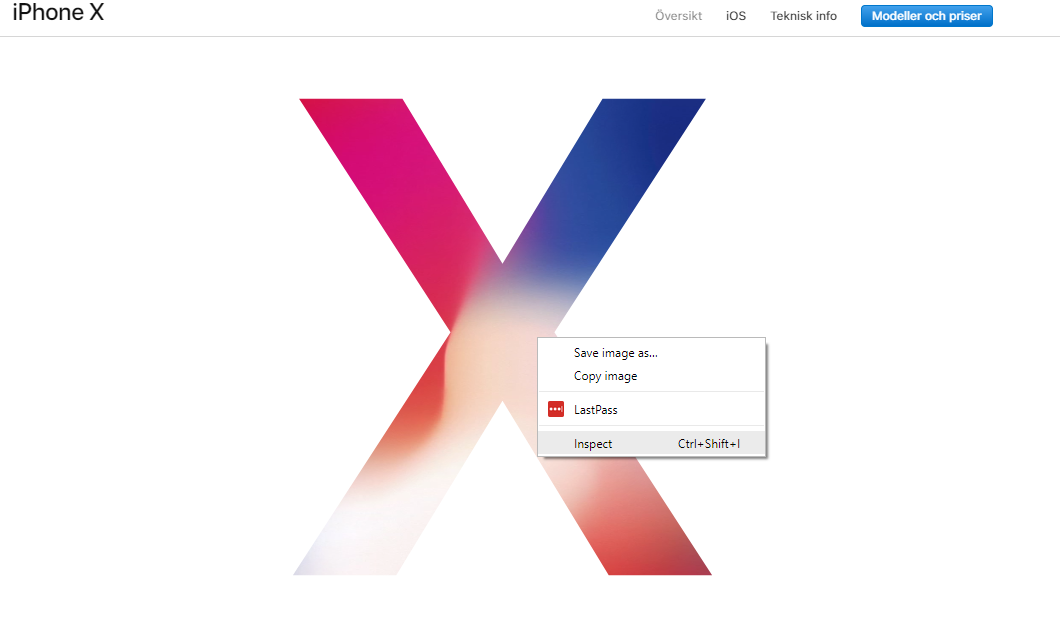 iPhone X
Översikt iOS Teknisk info Modeller och priser
X
Save image as...
Copy image
LastPass
Inspect Ctrl+Shift+I